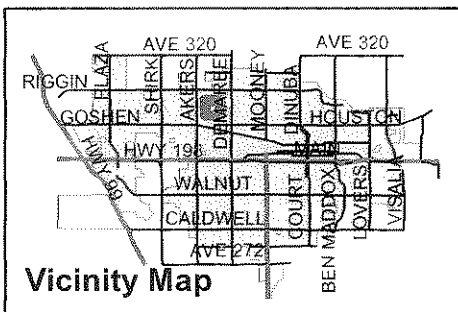 AVE 320
AVE 320
PLAZA
SHIRK
AKERS
DEMAREE
MOONEY
DINUBA
RIGGIN
GOSHEN
HOUSTON
HWY 99
HWY 198
MAIN
WALNUT
COURT
BEN MADDOX
LOVERS
VISALIA
CALDWELL
AVE 272
Vicinity Map